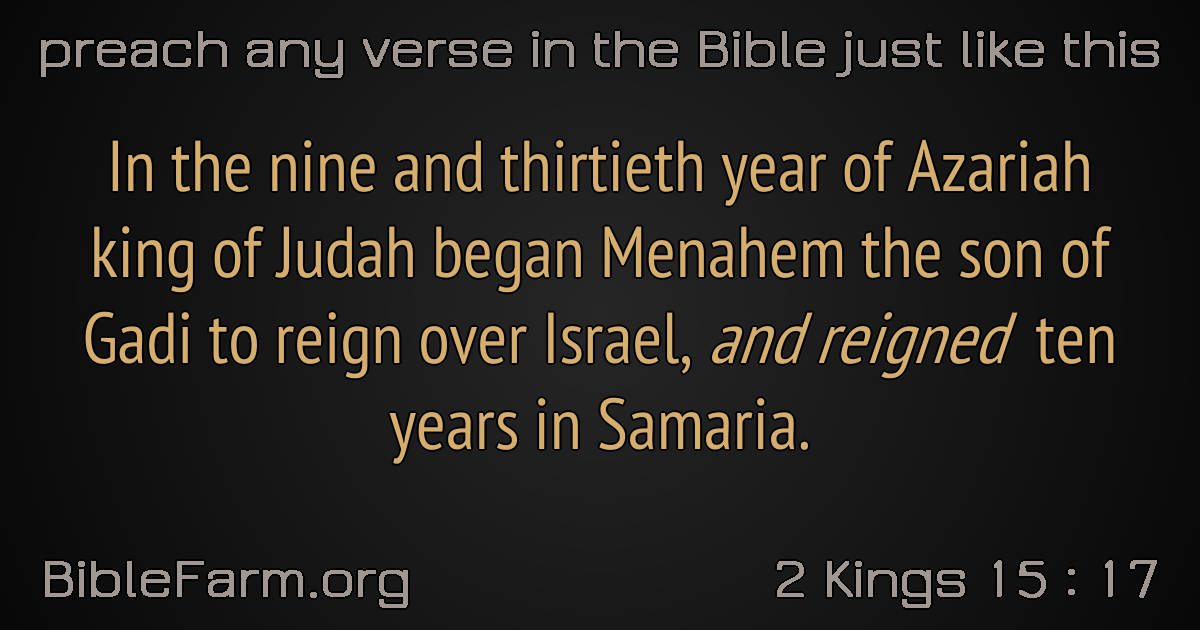 preach any verse in the Bible just like this
In the nine and thirtieth year of Azariah
king of Judah began Menahem the son of
Gadi to reign over Israel, and reigned ten
years in Samaria.
BibleFarm.org
2 Kings 15 : 17